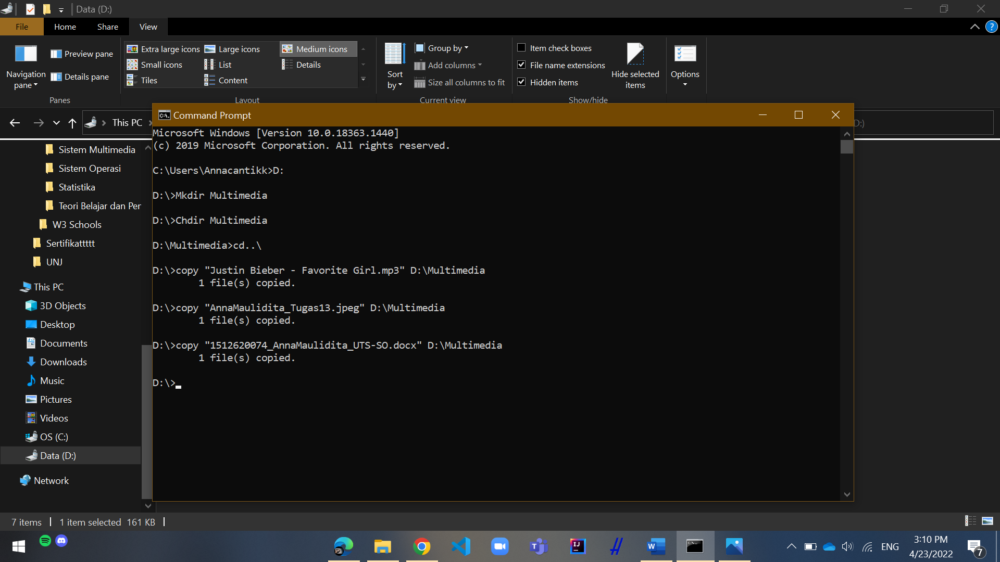 Data (D:)
File Home Share View
Navigation pane
Preview pane
Details pane
Panes
Extra large icons Large icons Medium icons
Small icons List Details
Tiles Content
Layout
Sort by
Group by
Add columns
Size all columns to fit
Current view
Item check boxes
File name extensions
Hidden items
Hide selected items
Show/hide
Options
This PC
D:)
Sistem Multimedia
Sistem Operasi
Statistika
Teori Belajar dan Per
W3 Schools
Sertifikattttt
UNJ
This PC
3D Objects
Desktop
Documents
Downloads
Music
Pictures
Videos
OS (C:)
Data (D:)
Network
Command Prompt
Microsoft Windows [Version 10.0.18363.1440]
(c) 2019 Microsoft Corporation. All rights reserved.
C:\Users\Annacantikk>D:
D:\>Mkdir Multimedia
D:\>Chdir Multimedia
D:\Multimedia>cd..\
D:\>copy "Justin Bieber - Favorite Girl.mp3" D:\Multimedia
1 file(s) copied.
D:\>copy "AnnaMaulidita_Tugas13.jpeg" D:\Multimedia
1 file(s) copied.
D:\>copy "1512620074_AnnaMaulidita_UTS-SO.docx" D:\Multimedia
1 file(s) copied.
D:\>_
7 items 1 item selected 161 KB
ENG
3:10 PM
4/23/2022
7